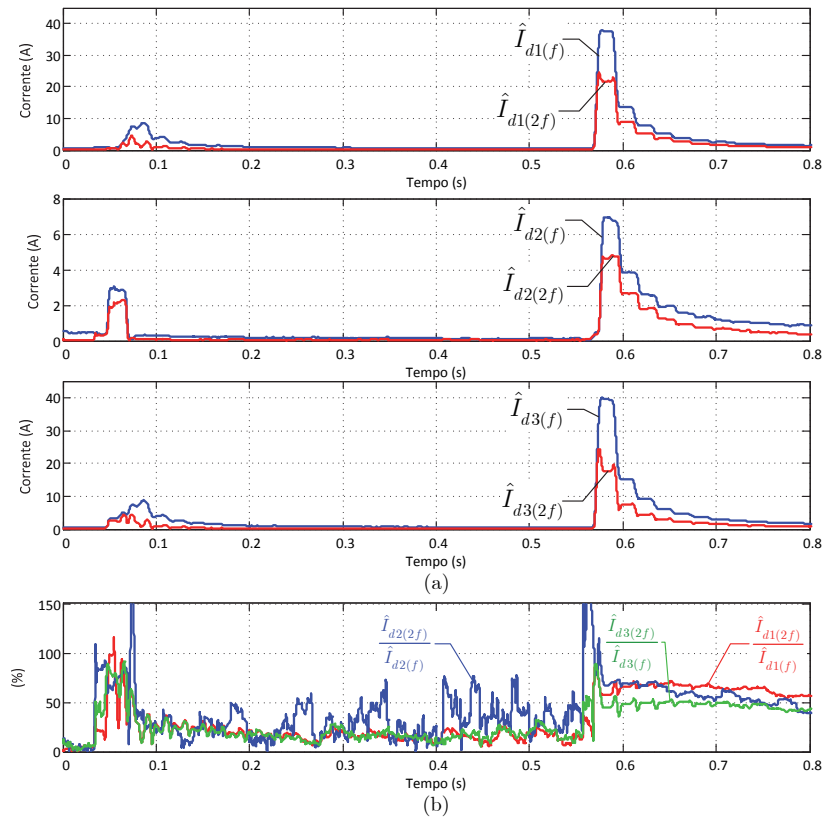 Corrente (A)
40
30
20
10
0
Î_{d1(f)}
Î_{d1(2f)}
0 0.1 0.2 0.3 0.4 0.5 0.6 0.7 0.8
Tempo (s)
Corrente (A)
8
6
4
2
0
Î_{d2(f)}
Î_{d2(2f)}
0 0.1 0.2 0.3 0.4 0.5 0.6 0.7 0.8
Tempo (s)
Corrente (A)
40
30
20
10
0
Î_{d3(f)}
Î_{d3(2f)}
0 0.1 0.2 0.3 0.4 0.5 0.6 0.7 0.8
Tempo (s)
(a)
(%)
150
100
50
0
Î_{d2(2f)}
Î_{d2(f)}
Î_{d3(2f)}
Î_{d3(f)}
Î_{d1(2f)}
Î_{d1(f)}
0 0.1 0.2 0.3 0.4 0.5 0.6 0.7 0.8
Tempo (s)
(b)